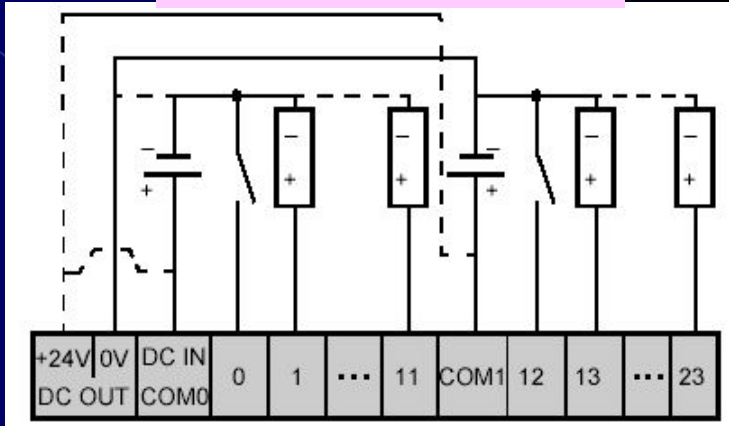 − − − − −
+ + + + + +
+24V 0V DC IN 0 1 ••• 11 COM1 12 13 ••• 23
DC OUT COM0